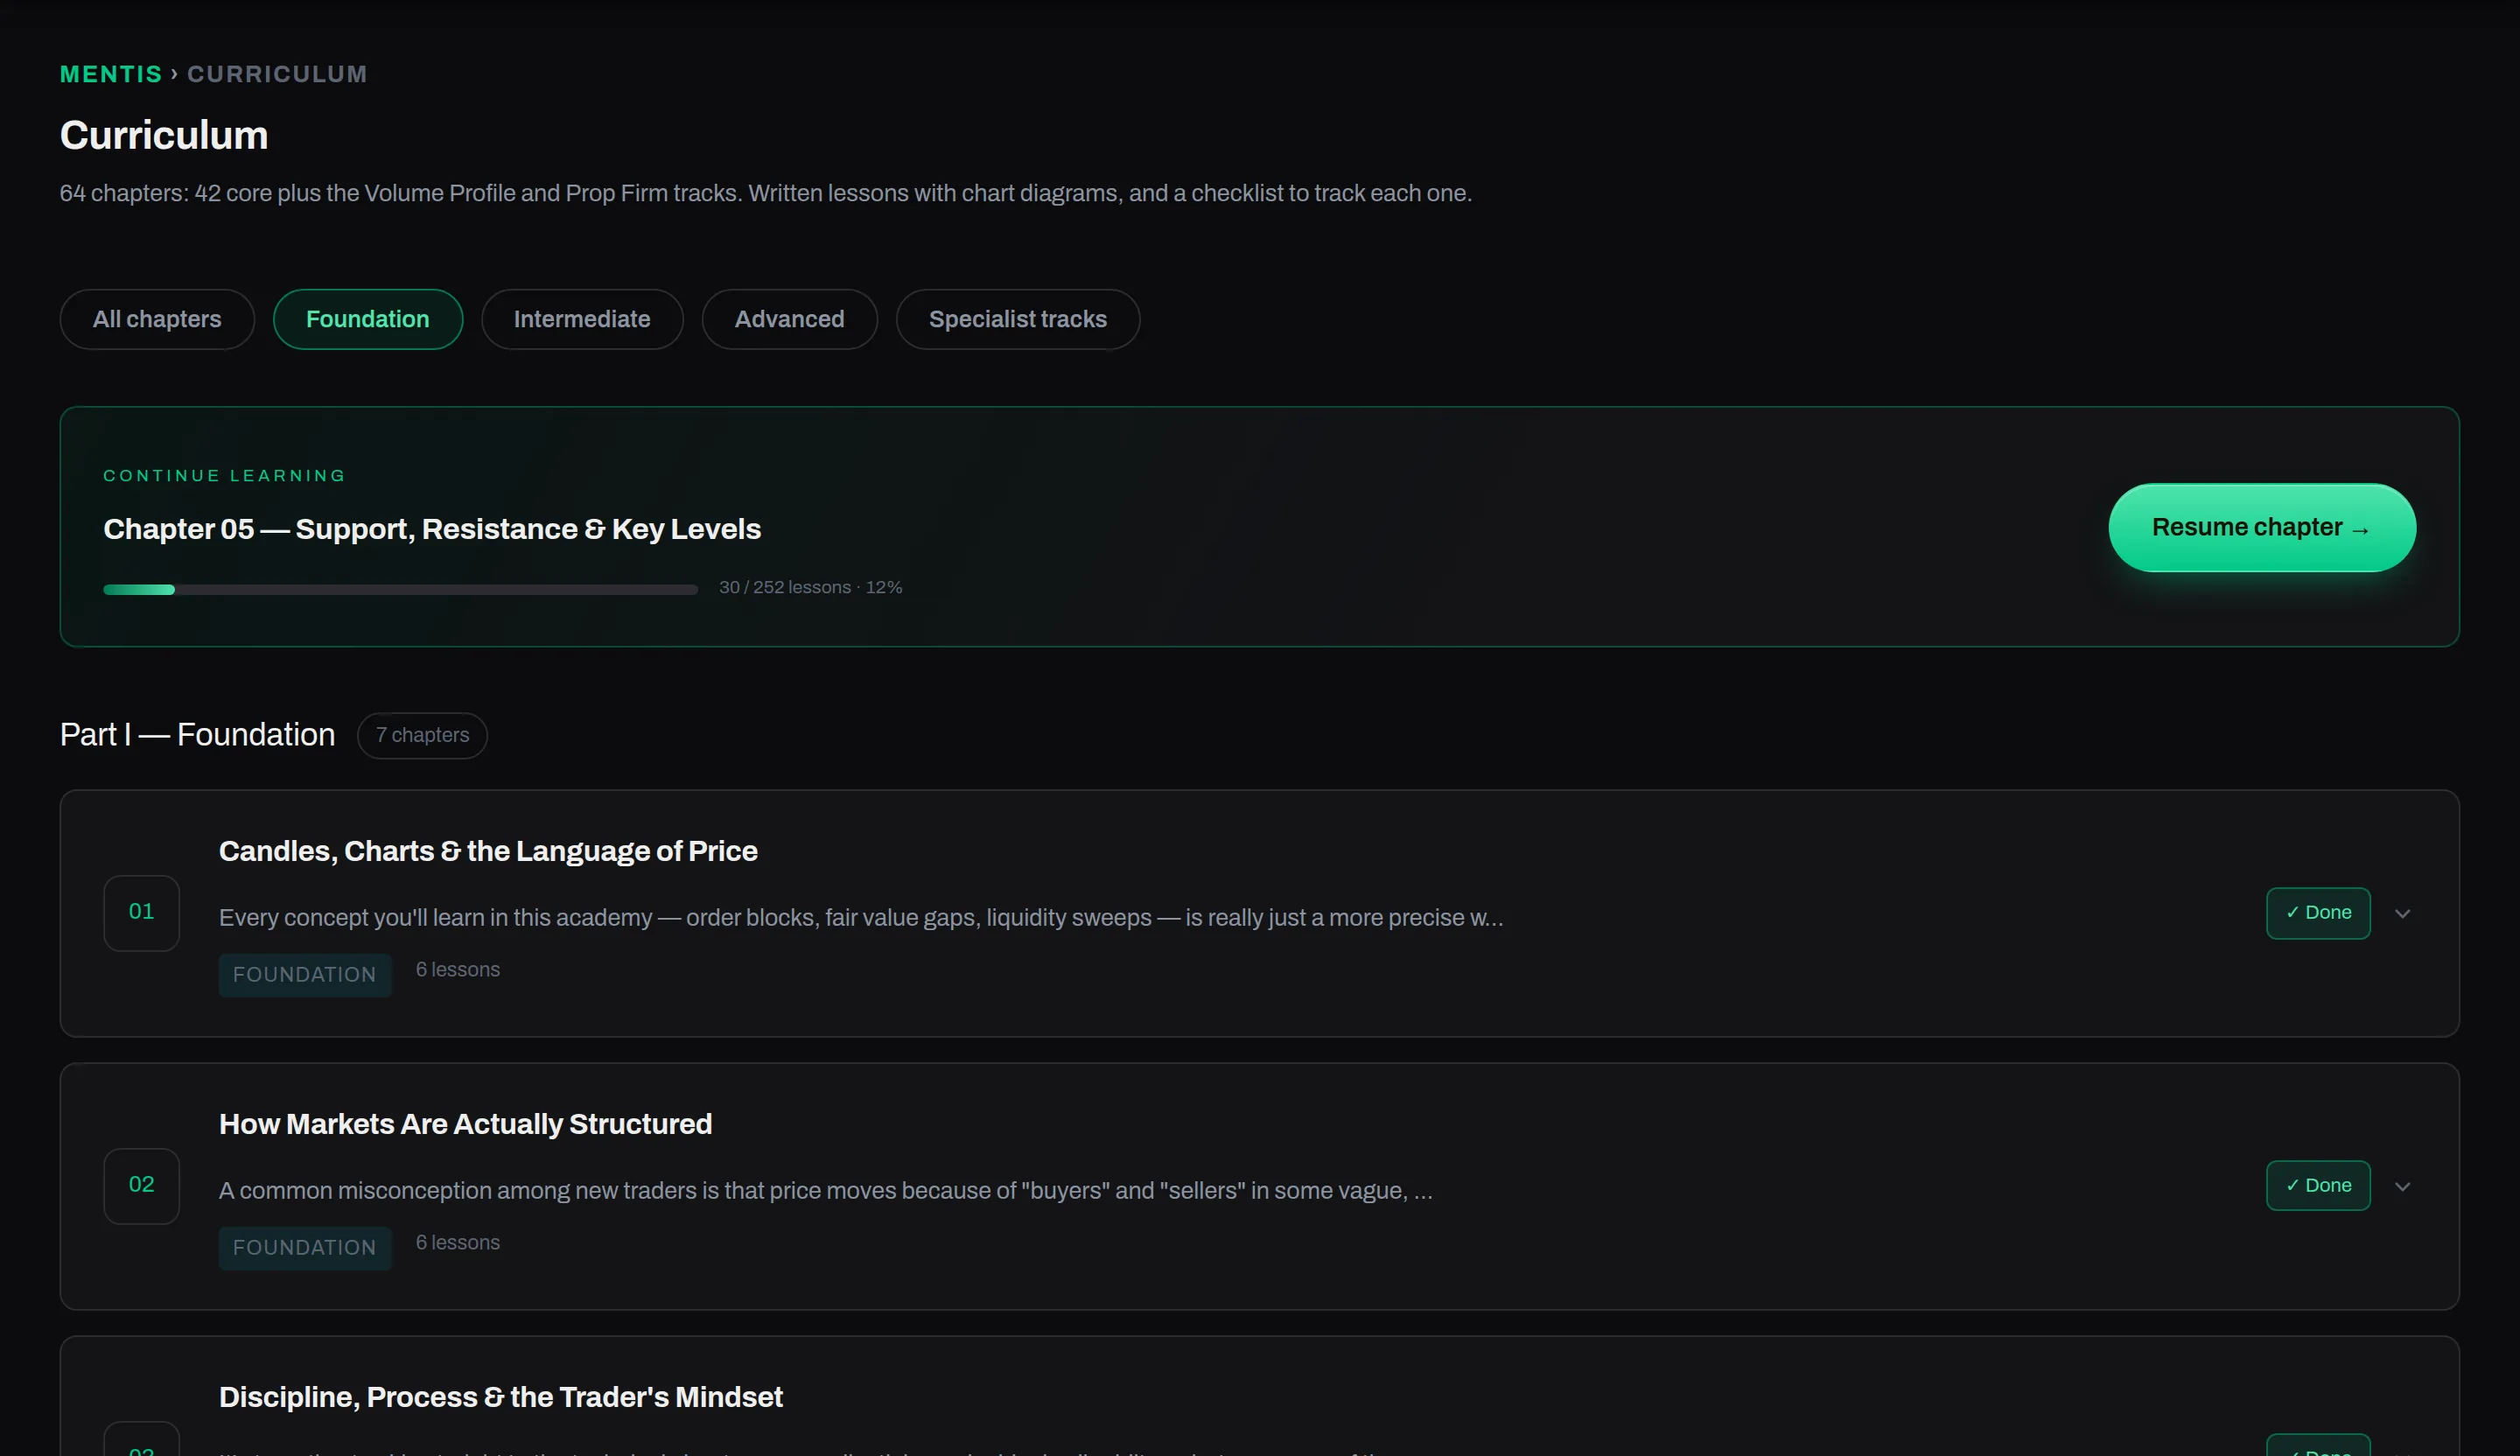 MENTIS › CURRICULUM
Curriculum
64 chapters: 42 core plus the Volume Profile and Prop Firm tracks. Written lessons with chart diagrams, and a checklist to track each one.
All chapters
Foundation
Intermediate
Advanced
Specialist tracks
CONTINUE LEARNING
Chapter 05 — Support, Resistance & Key Levels
30 / 252 lessons · 12%
Resume chapter →
Part I — Foundation
7 chapters
01
Candles, Charts & the Language of Price
Every concept you'll learn in this academy — order blocks, fair value gaps, liquidity sweeps — is really just a more precise w...
FOUNDATION
6 lessons
✓ Done
02
How Markets Are Actually Structured
A common misconception among new traders is that price moves because of "buyers" and "sellers" in some vague, ...
FOUNDATION
6 lessons
✓ Done
Discipline, Process & the Trader's Mindset
03
✓ Done